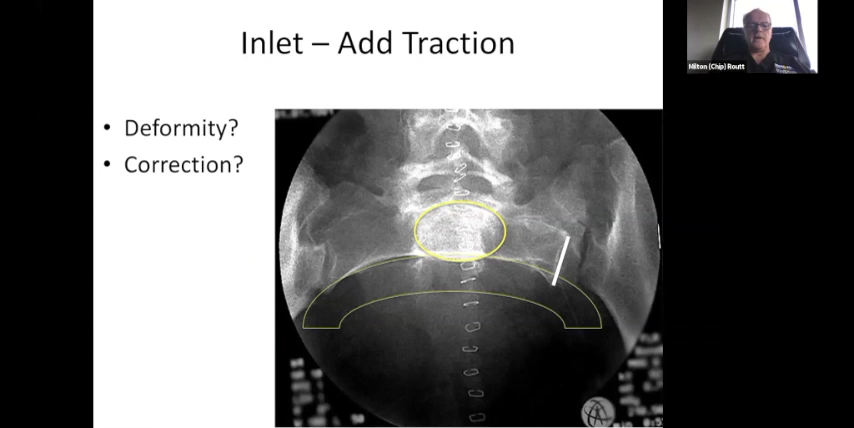 Inlet – Add Traction
Milton (Chip) Routt
• Deformity?
• Correction?